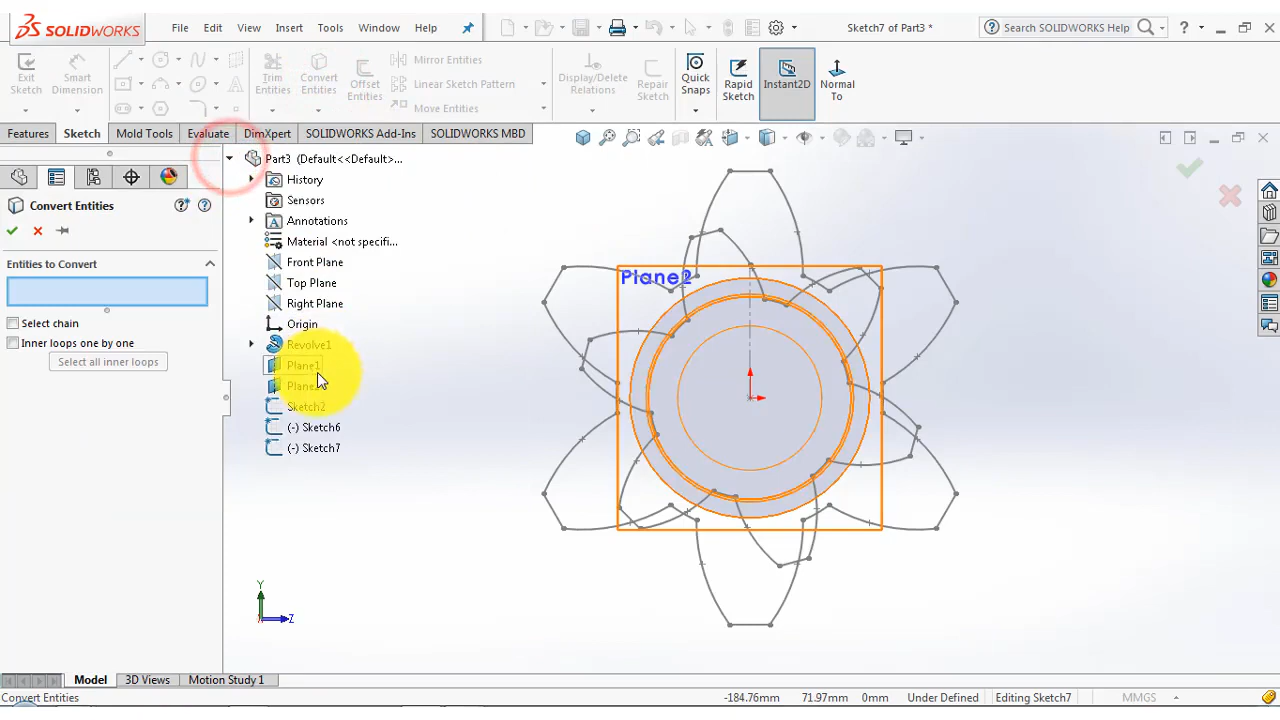 SOLIDWORKS File Edit View Insert Tools Window Help Sketch7 of Part3 * Search SOLIDWORKS Help
Exit Sketch
Smart Dimension
Trim Entities
Convert Entities
Offset Entities
Mirror Entities
Linear Sketch Pattern
Move Entities
Display/Delete Relations
Repair Sketch
Quick Snaps
Rapid Sketch
Instant2D
Normal To
Features Sketch Mold Tools Evaluate DimXpert SOLIDWORKS Add-Ins SOLIDWORKS MBD
Convert Entities
Entities to Convert
Select chain
Inner loops one by one
Select all inner loops
Part3 (Default<<Default>...
History
Sensors
Annotations
Material <not specifi...
Front Plane
Top Plane
Right Plane
Origin
Revolve1
Plane1
Sketch2
(-) Sketch6
(-) Sketch7
Plane2
Y
Z
Model 3D Views Motion Study 1
Convert Entities -184.76mm 71.97mm 0mm Under Defined Editing Sketch7 MMGS